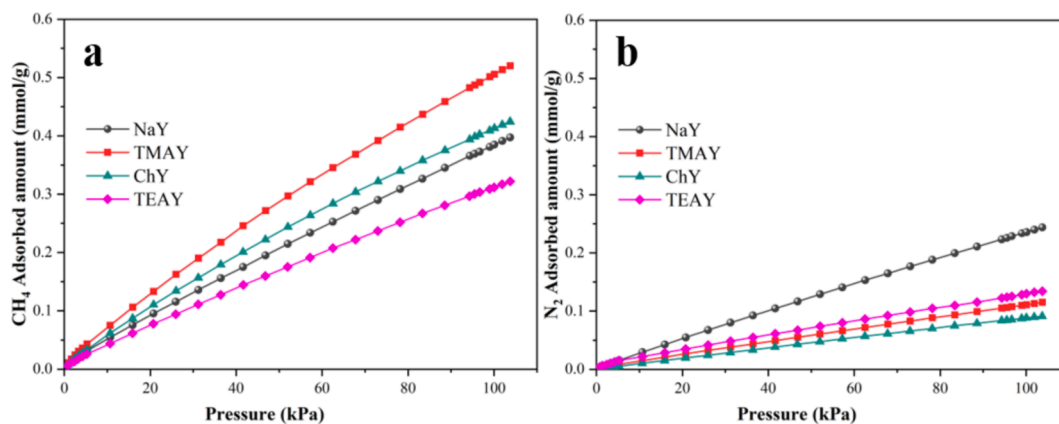 a
CH4 Adsorbed amount (mmol/g)
0.6
0.5
0.4
0.3
0.2
0.1
0.0
NaY
TMAY
ChY
TEAY
0 20 40 60 80 100
Pressure (kPa)
b
N2 Adsorbed amount (mmol/g)
0.6
0.5
0.4
0.3
0.2
0.1
0.0
NaY
TMAY
ChY
TEAY
0 20 40 60 80 100
Pressure (kPa)